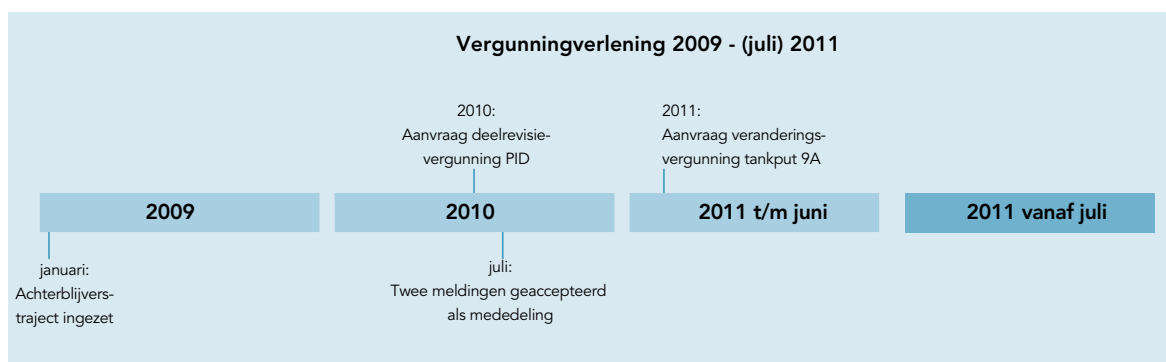 Vergunningverlening 2009 - (juli) 2011
2010:
Aanvraag deelrevisie-
vergunning PID
2011:
Aanvraag veranderings-
vergunning tankput 9A
2009
2010
2011 t/m juni
2011 vanaf juli
januari:
Achterblijvers-
traject ingezet
juli:
Twee meldingen geaccepteerd
als mededeling